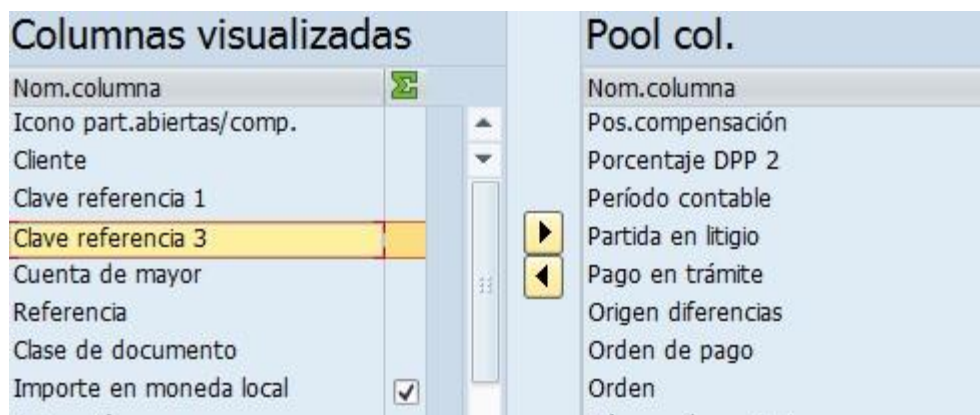 Columnas visualizadas
Nom.columna
Icono part.abiertas/comp.
Cliente
Clave referencia 1
Clave referencia 3
Cuenta de mayor
Referencia
Clase de documento
Importe en moneda local
Pool col.
Nom.columna
Pos.compensación
Porcentaje DPP 2
Período contable
Partida en litigio
Pago en trámite
Origen diferencias
Orden de pago
Orden